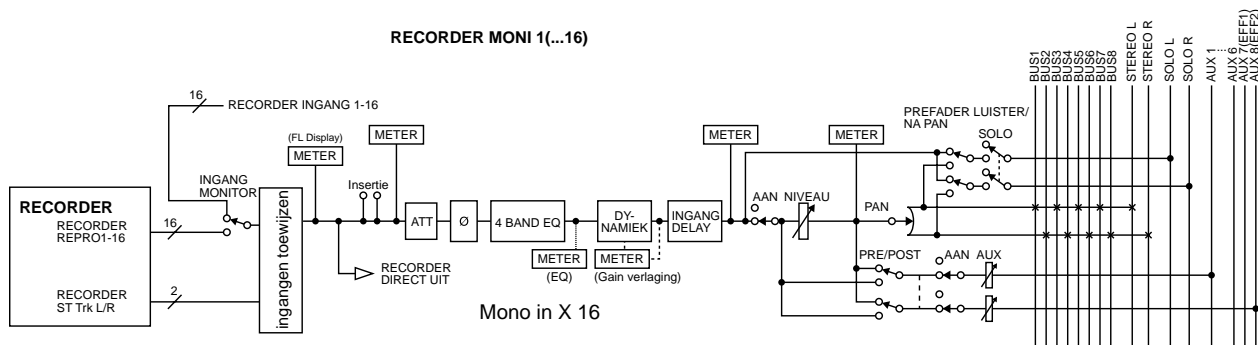 RECORDER MONI 1(...16)
16
RECORDER INGANG 1-16
INGANG
MONITOR
RECORDER
RECORDER
REPRO1-16
16
RECORDER
ST Trk L/R
2
ingangen toewijzen
(FL Display)
METER
Insertie
METER
RECORDER
DIRECT UIT
ATT
Ø
4 BAND EQ
METER
(EQ)
DY-
NAMIEK
METER
(Gain verlaging)
INGANG
DELAY
Mono in X 16
METER
AAN
NIVEAU
METER
PAN
PREFADER LUISTER/
NA PAN
SOLO
PRE/POST
AAN
AUX
BUS1
BUS2
BUS3
BUS4
BUS5
BUS6
BUS7
BUS8
STEREO L
STEREO R
SOLO L
SOLO R
AUX 1
...
AUX 6
AUX 7(EFF1)
AUX 8(EFF2)